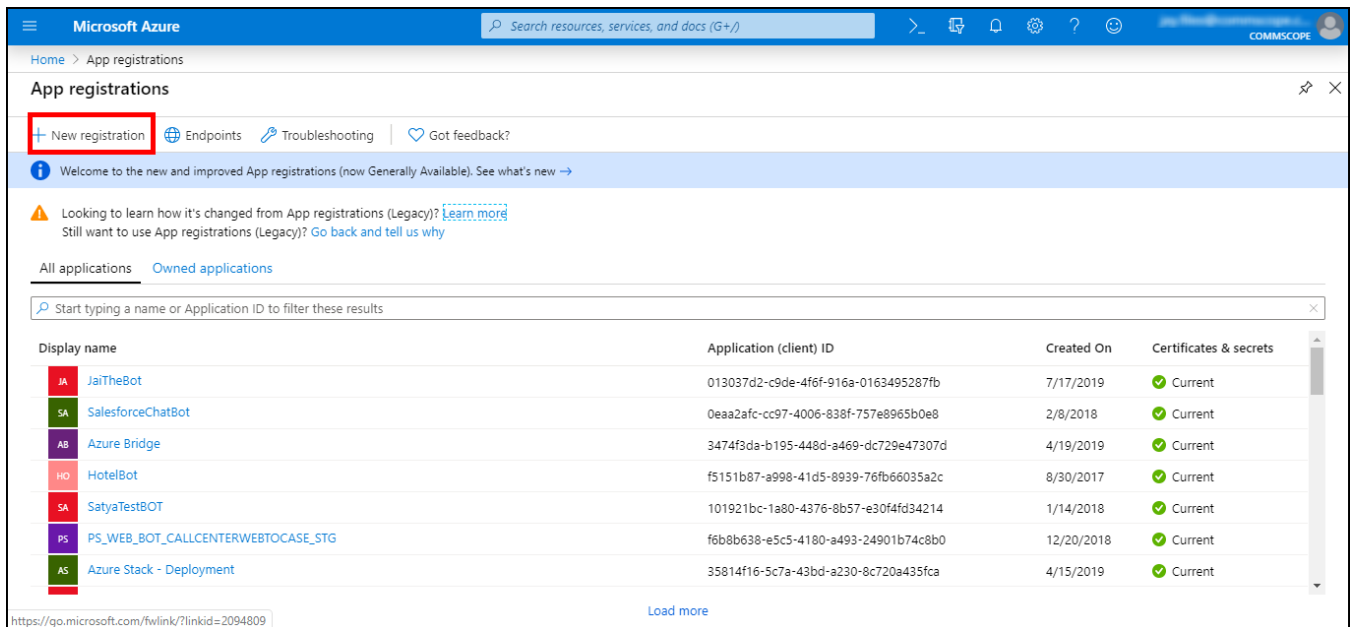 Microsoft Azure
Search resources, services, and docs (G+/)
COMMSCOPE
Home > App registrations
App registrations
New registration Endpoints Troubleshooting Got feedback?
Welcome to the new and improved App registrations (now Generally Available). See what's new →
Looking to learn how it's changed from App registrations (Legacy)? Learn more
Still want to use App registrations (Legacy)? Go back and tell us why
All applications Owned applications
Start typing a name or Application ID to filter these results
Display name Application (client) ID Created On Certificates & secrets
JA JaiTheBot 013037d2-c9de-4f6f-916a-0163495287fb 7/17/2019 Current
SA SalesforceChatBot 0eaa2afc-cc97-4006-838f-757e8965b0e8 2/8/2018 Current
AB Azure Bridge 3474f3da-b195-448d-a469-dc729e47307d 4/19/2019 Current
HO HotelBot f5151b87-a998-41d5-8939-76fb66035a2c 8/30/2017 Current
SA SatyaTestBOT 101921bc-1a80-4376-8b57-e30f4fd34214 1/14/2018 Current
PS PS_WEB_BOT_CALLCENTERWEBTOCASE_STG f6b8b638-e5c5-4180-a493-24901b74c8b0 12/20/2018 Current
AS Azure Stack - Deployment 35814f16-5c7a-43bd-a230-8c720a435fca 4/15/2019 Current
Load more
https://go.microsoft.com/fwlink/?linkid=2094809